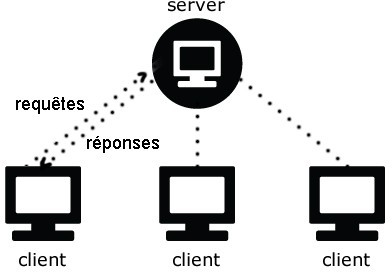 server
requêtes
réponses
client
client
client